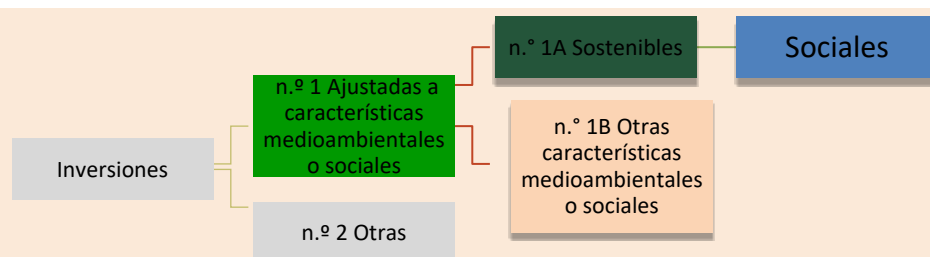 Inversiones
n.º 1 Ajustadas a
características
medioambientales
o sociales
n.º 2 Otras
n.° 1A Sostenibles
n.° 1B Otras
características
medioambientales
o sociales
Sociales